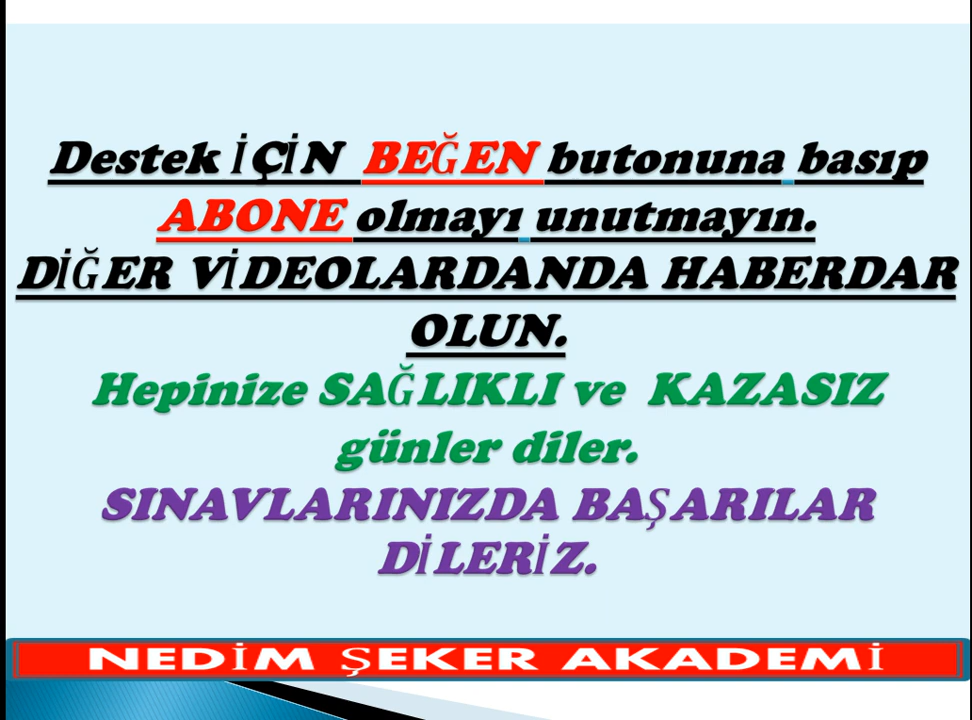 Destek İÇİN BEĞEN butonuna basıp
ABONE olmayı unutmayın.
DİĞER VİDEOLARDANDA HABERDAR
OLUN.
Hepinize SAĞLIKLI ve KAZASIZ
günler diler.
SINAVLARINIZDA BAŞARILAR
DİLERİZ.
NEDİM ŞEKER AKADEMİ